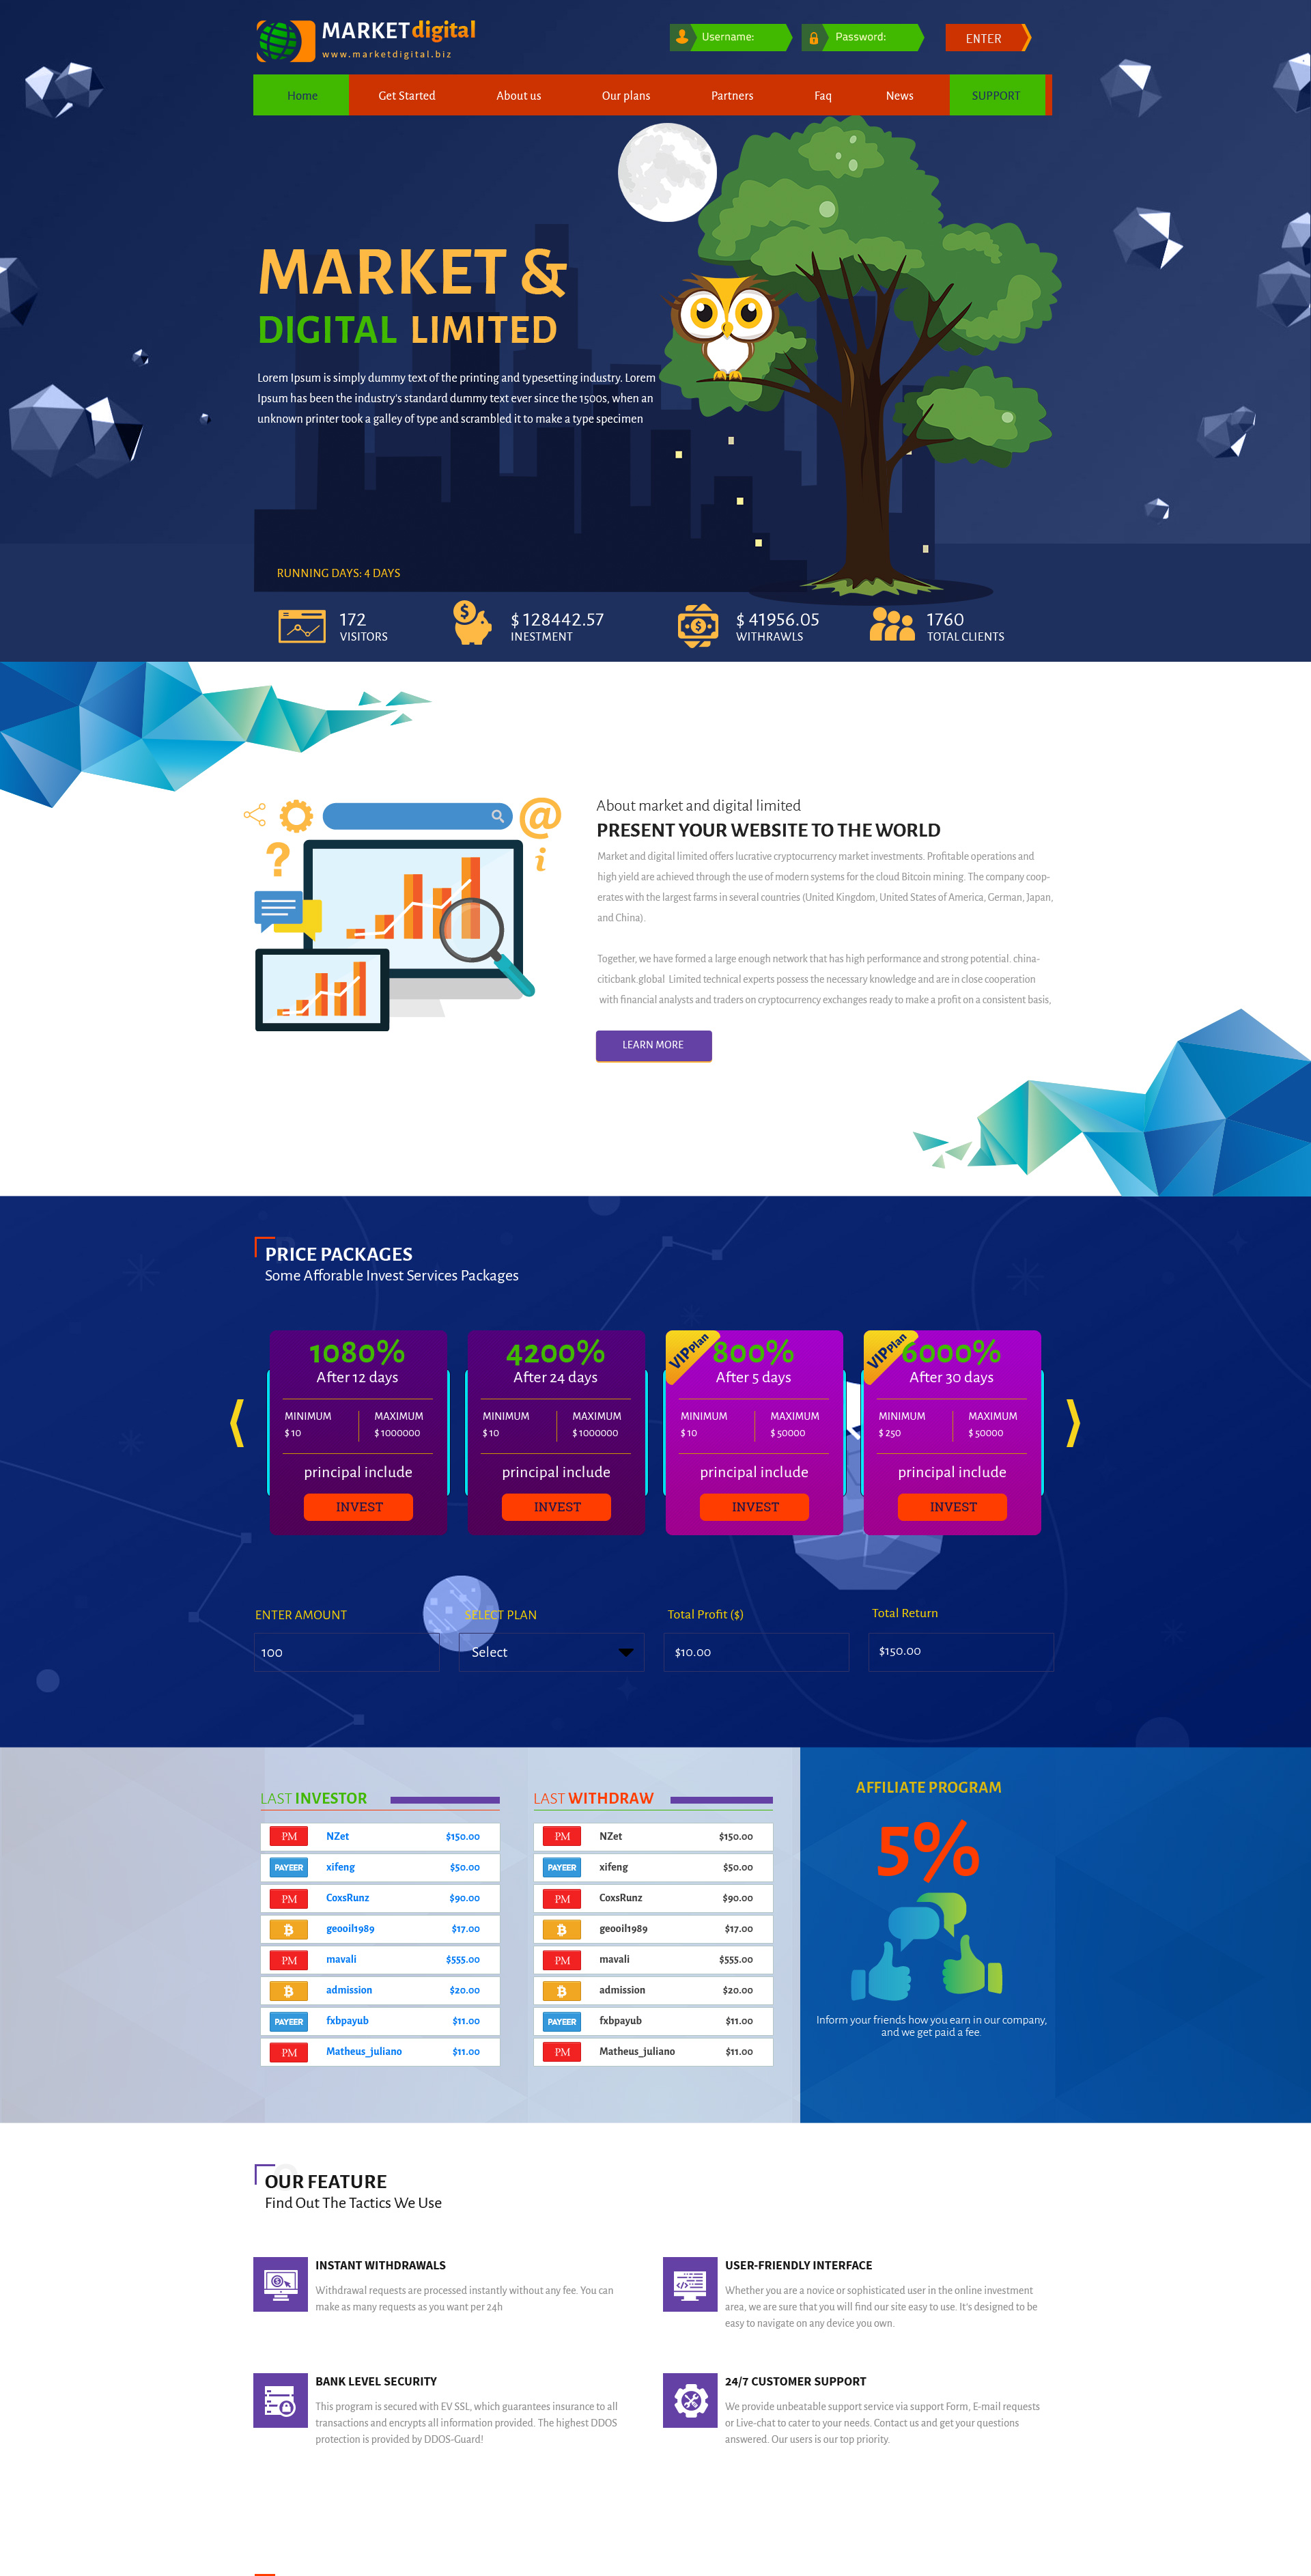 MARKET digital
www.marketdigital.biz
Username:
Password:
ENTER
Home
Get Started
About us
Our plans
Partners
Faq
News
SUPPORT
MARKET &
DIGITAL LIMITED
Lorem Ipsum is simply dummy text of the printing and typesetting industry. Lorem
Ipsum has been the industry's standard dummy text ever since the 1500s, when an
unknown printer took a galley of type and scrambled it to make a type specimen
RUNNING DAYS: 4 DAYS
172
VISITORS
$ 128442.57
INESTMENT
$ 41956.05
WITHRAWLS
1760
TOTAL CLIENTS
About market and digital limited
PRESENT YOUR WEBSITE TO THE WORLD
Market and digital limited offers lucrative cryptocurrency market investments. Profitable operations and
high yield are achieved through the use of modern systems for the cloud Bitcoin mining. The company coop-
erates with the largest farms in several countries (United Kingdom, United States of America, German, Japan,
and China).
Together, we have formed a large enough network that has high performance and strong potential. china-
citicbank.global Limited technical experts possess the necessary knowledge and are in close cooperation
with financial analysts and traders on cryptocurrency exchanges ready to make a profit on a consistent basis,
LEARN MORE
PRICE PACKAGES
Some Afforable Invest Services Packages
1080%
After 12 days
MINIMUM
$ 10
MAXIMUM
$ 1000000
principal include
INVEST
4200%
After 24 days
MINIMUM
$ 10
MAXIMUM
$ 1000000
principal include
INVEST
VIP Plan
800%
After 5 days
MINIMUM
$ 10
MAXIMUM
$ 50000
principal include
INVEST
VIP Plan
6000%
After 30 days
MINIMUM
$ 250
MAXIMUM
$ 50000
principal include
INVEST
ENTER AMOUNT
100
SELECT PLAN
Select
Total Profit ($)
$10.00
Total Return
$150.00
LAST INVESTOR
PM NZet $150.00
PAYEER xifeng $50.00
PM CoxsRunz $90.00
geooil1989 $17.00
PM mavali $555.00
admission $20.00
PAYEER fxbpayub $11.00
PM Matheus_juliano $11.00
LAST WITHDRAW
PM NZet $150.00
PAYEER xifeng $50.00
PM CoxsRunz $90.00
geooil1989 $17.00
PM mavali $555.00
admission $20.00
PAYEER fxbpayub $11.00
PM Matheus_juliano $11.00
AFFILIATE PROGRAM
5%
Inform your friends how you earn in our company,
and we get paid a fee.
OUR FEATURE
Find Out The Tactics We Use
INSTANT WITHDRAWALS
Withdrawal requests are processed instantly without any fee. You can
make as many requests as you want per 24h
USER-FRIENDLY INTERFACE
Whether you are a novice or sophisticated user in the online investment
area, we are sure that you will find our site easy to use. It's designed to be
easy to navigate on any device you own.
BANK LEVEL SECURITY
This program is secured with EV SSL, which guarantees insurance to all
transactions and encrypts all information provided. The highest DDOS
protection is provided by DDOS-Guard!
24/7 CUSTOMER SUPPORT
We provide unbeatable support service via support Form, E-mail requests
or Live-chat to cater to your needs. Contact us and get your questions
answered. Our users is our top priority.